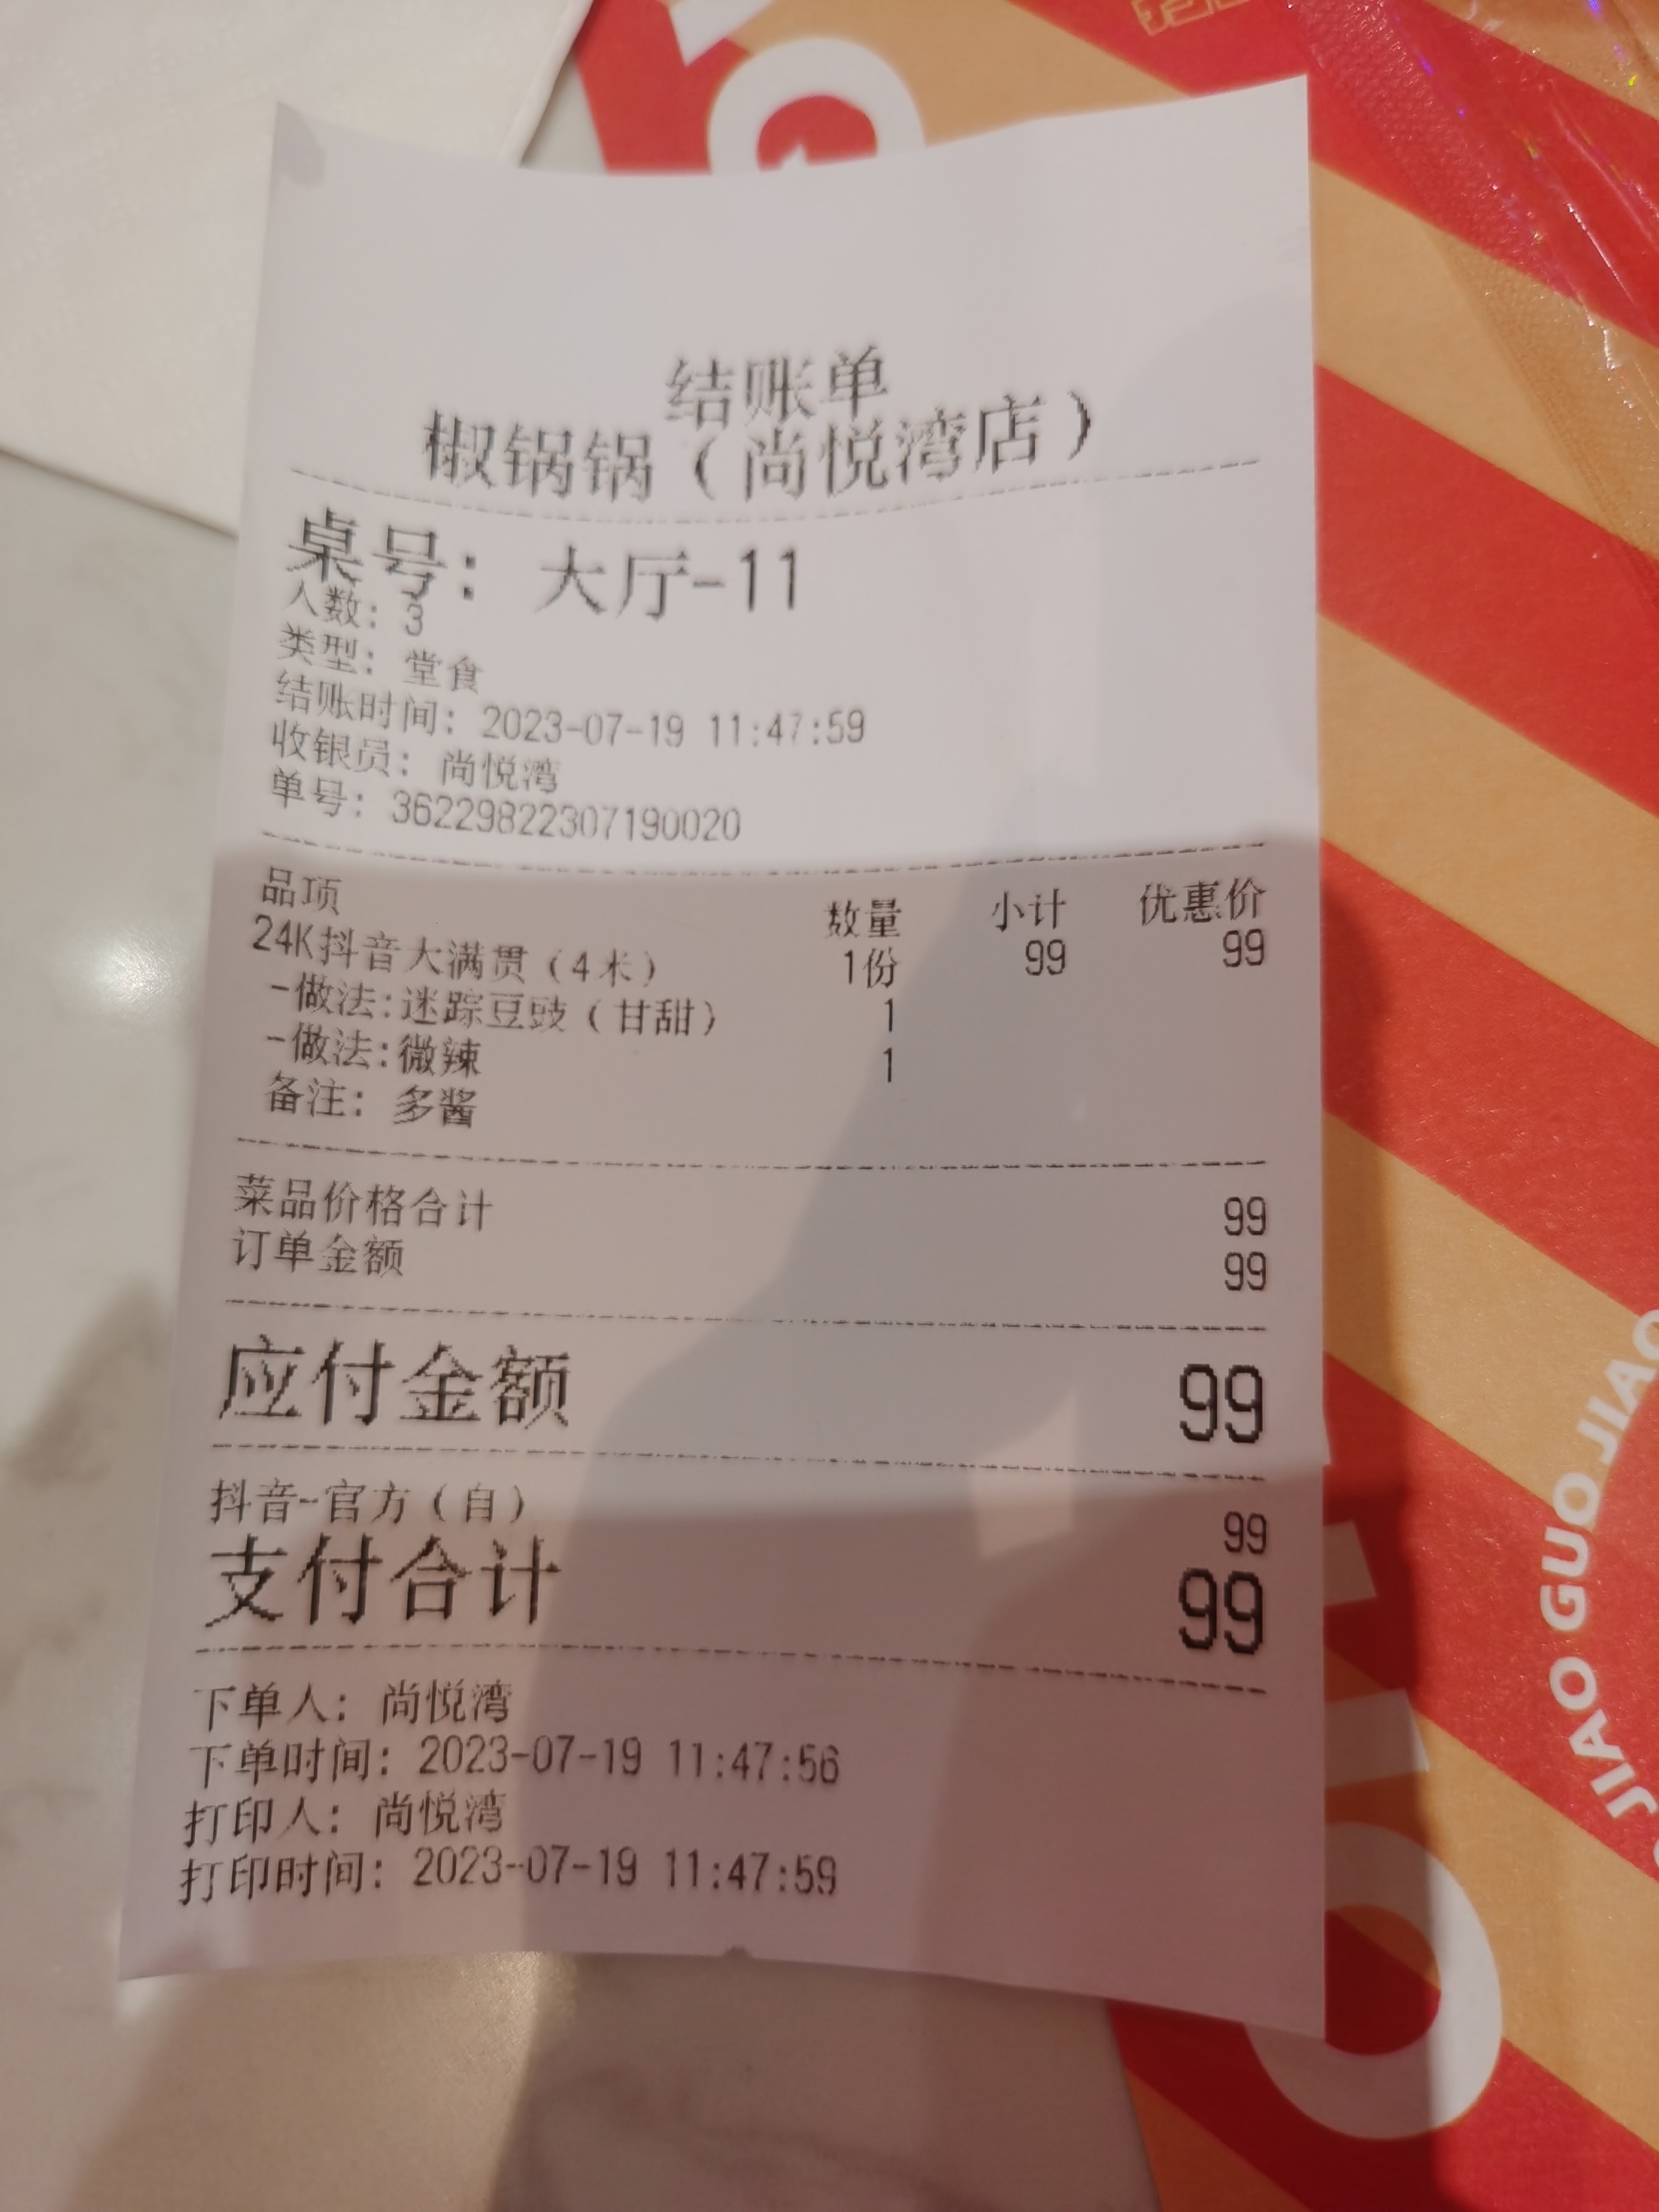 结账单
椒锅锅（尚悦湾店）
桌号： 大厅-11
人数：3
类型：堂食
结账时间：2023-07-19 11:47:59
收银员：尚悦湾
单号：36229822307190020
品项 数量 小计 优惠价
24K抖音大满贯（4米） 1份 99 99
-做法:迷踪豆豉（甘甜） 1
-做法:微辣 1
备注：多酱
菜品价格合计 99
订单金额 99
应付金额 99
抖音-官方（自） 99
支付合计 99
下单人：尚悦湾
下单时间：2023-07-19 11:47:56
打印人：尚悦湾
打印时间：2023-07-19 11:47:59
JIAO GUO JIAO